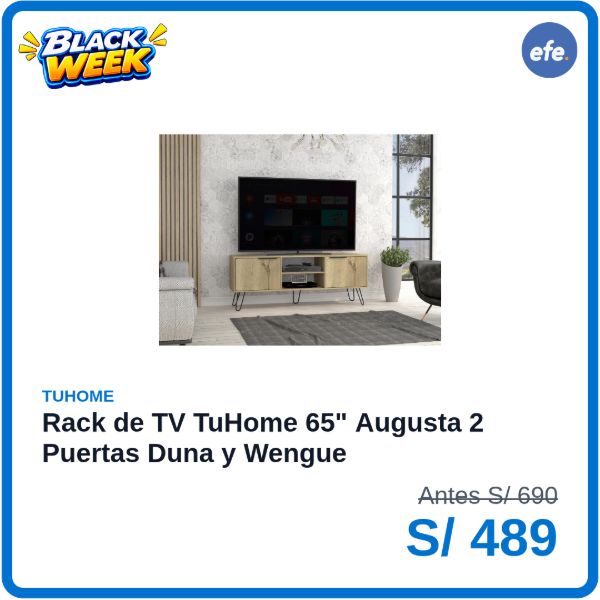 BLACK
WEEK
efe.
TUHOME
Rack de TV TuHome 65" Augusta 2
Puertas Duna y Wengue
Antes S/ 690
S/ 489